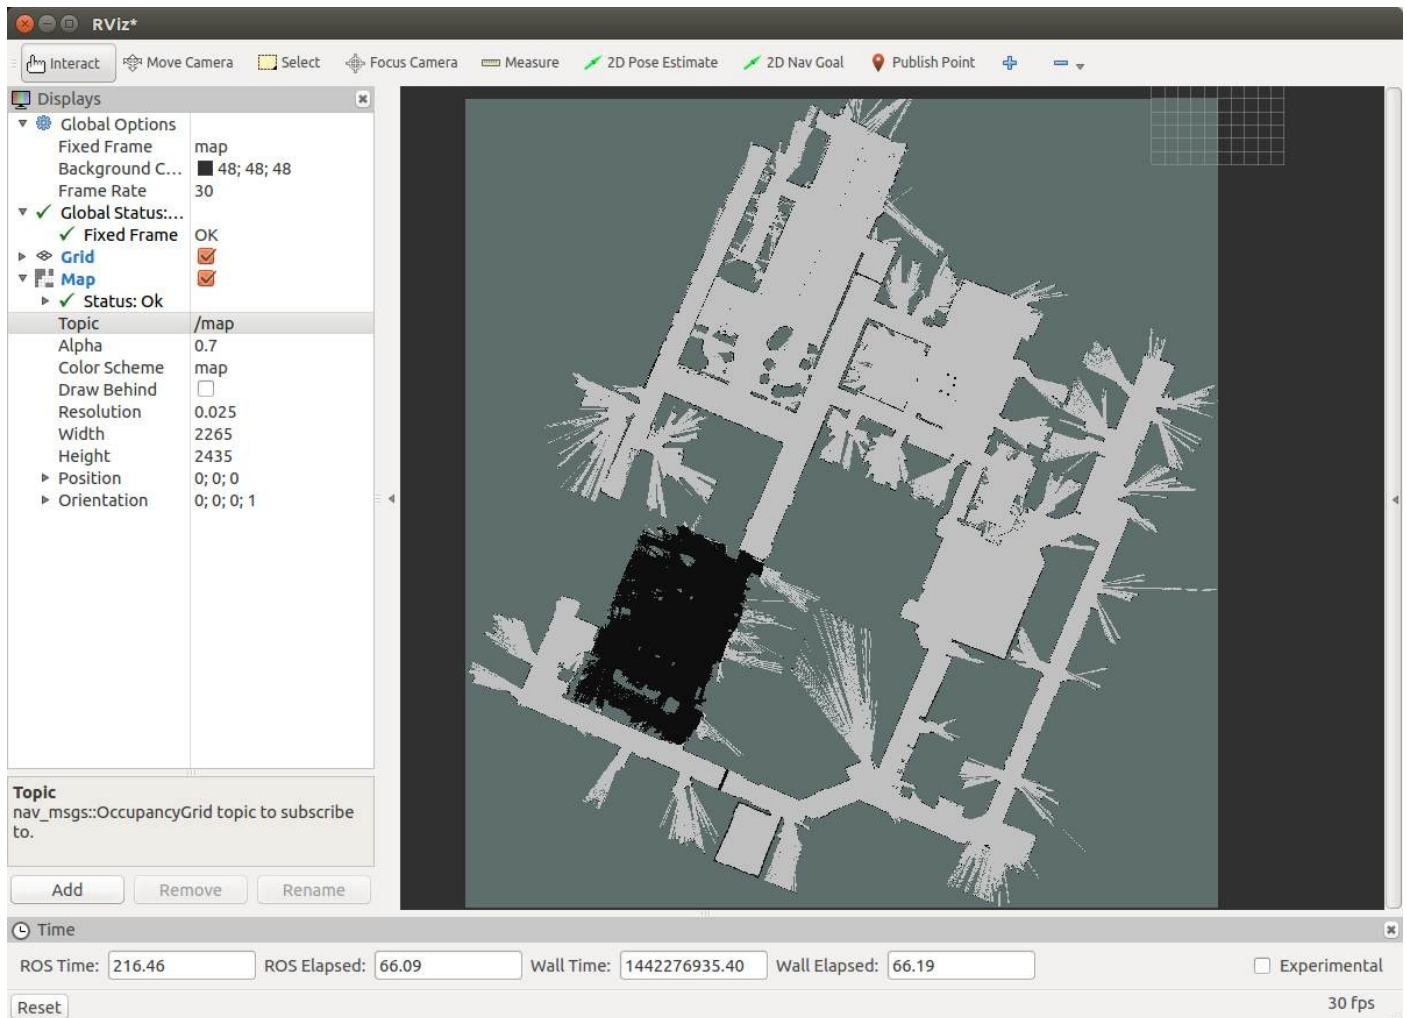 RViz*
Interact Move Camera Select Focus Camera Measure 2D Pose Estimate 2D Nav Goal Publish Point
Displays
Global Options
Fixed Frame map
Background C... 48; 48; 48
Frame Rate 30
Global Status:...
Fixed Frame OK
Grid
Map
Status: Ok
Topic /map
Alpha 0.7
Color Scheme map
Draw Behind
Resolution 0.025
Width 2265
Height 2435
Position 0; 0; 0
Orientation 0; 0; 0; 1
Topic
nav_msgs::OccupancyGrid topic to subscribe
to.
Add Remove Rename
Time
ROS Time: 216.46 ROS Elapsed: 66.09 Wall Time: 1442276935.40 Wall Elapsed: 66.19 Experimental
Reset 30 fps